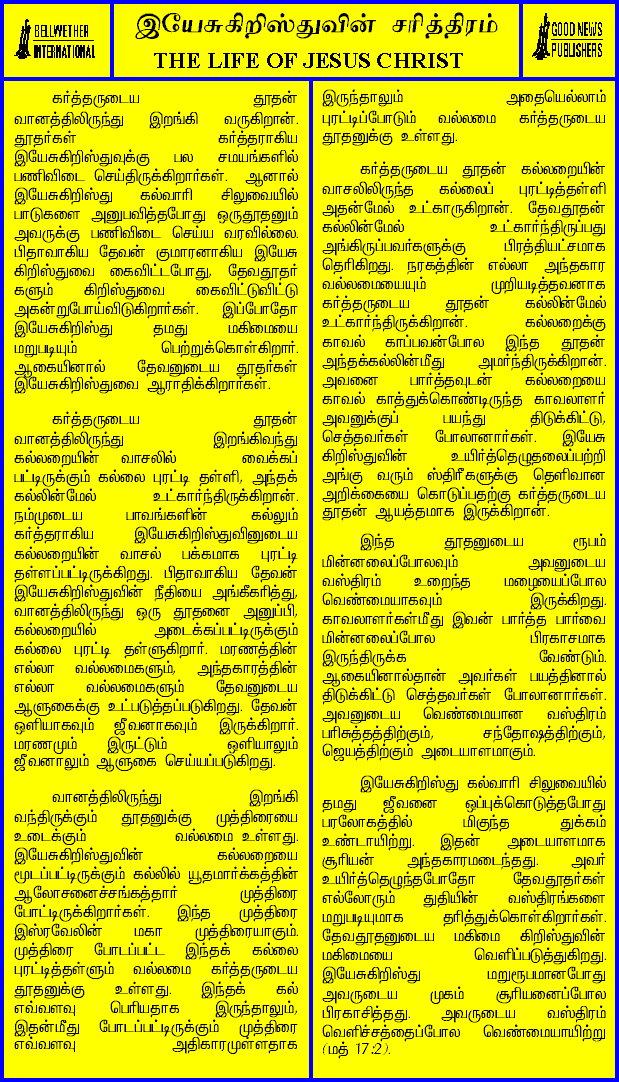 BELLWETHER
INTERNATIONAL
இயேசுகிறிஸ்துவின் சரித்திரம்
THE LIFE OF JESUS CHRIST
GOOD NEWS
PUBLISHERS
கர்த்தருடைய தூதன்
வானத்திலிருந்து இறங்கி வருகிறான்.
தூதர்கள் கர்த்தராகிய
இயேசுகிறிஸ்துவுக்கு பல சமயங்களில்
பணிவிடை செய்திருக்கிறார்கள். ஆனால்
இயேசுகிறிஸ்து கல்வாரி சிலுவையில்
பாடுகளை அனுபவித்தபோது ஒருதூதனும்
அவருக்கு பணிவிடை செய்ய வரவில்லை.
பிதாவாகிய தேவன் குமாரனாகிய இயேசு
கிறிஸ்துவை கைவிட்டபோது, தேவதூதர்
களும் கிறிஸ்துவை கைவிட்டுவிட்டு
அகன்றுபோய்விடுகிறார்கள். இப்போதோ
இயேசுகிறிஸ்து தமது மகிமையை
மறுபடியும் பெற்றுக்கொள்கிறார்.
ஆகையினால் தேவனுடைய தூதர்கள்
இயேசுகிறிஸ்துவை ஆராதிக்கிறார்கள்.
கர்த்தருடைய தூதன்
வானத்திலிருந்து இறங்கிவந்து
கல்லறையின் வாசலில் வைக்கப்
பட்டிருக்கும் கல்லை புரட்டி தள்ளி, அந்தக்
கல்லின்மேல் உட்கார்ந்திருக்கிறான்.
நம்முடைய பாவங்களின் கல்லும்
கர்த்தராகிய இயேசுகிறிஸ்துவினுடைய
கல்லறையின் வாசல் பக்கமாக புரட்டி
தள்ளப்பட்டிருக்கிறது. பிதாவாகிய தேவன்
இயேசுகிறிஸ்துவின் நீதியை அங்கீகரித்து,
வானத்திலிருந்து ஒரு தூதனை அனுப்பி,
கல்லறையில் அடைக்கப்பட்டிருக்கும்
கல்லை புரட்டி தள்ளுகிறார். மரணத்தின்
எல்லா வல்லமைகளும், அந்தகாரத்தின்
எல்லா வல்லமைகளும் தேவனுடைய
ஆளுகைக்கு உட்படுத்தப்படுகிறது. தேவன்
ஒளியாகவும் ஜீவனாகவும் இருக்கிறார்.
மரணமும் இருட்டும் ஒளியாலும்
ஜீவனாலும் ஆளுகை செய்யப்படுகிறது.
வானத்திலிருந்து இறங்கி
வந்திருக்கும் தூதனுக்கு முத்திரையை
உடைக்கும் வல்லமை உள்ளது.
இயேசுகிறிஸ்துவின் கல்லறையை
மூடப்பட்டிருக்கும் கல்லில் யூதமார்க்கத்தின்
ஆலோசனைச்சங்கத்தார் முத்திரை
போட்டிருக்கிறார்கள். இந்த முத்திரை
இஸ்ரவேலின் மகா முத்திரையாகும்.
முத்திரை போடப்பட்ட இந்தக் கல்லை
புரட்டித்தள்ளும் வல்லமை கர்த்தருடைய
தூதனுக்கு உள்ளது. இந்தக் கல்
எவ்வளவு பெரியதாக இருந்தாலும்,
இதன்மீது போடப்பட்டிருக்கும் முத்திரை
எவ்வளவு அதிகாரமுள்ளதாக
இருந்தாலும் அதையெல்லாம்
புரட்டிப்போடும் வல்லமை கர்த்தருடைய
தூதனுக்கு உள்ளது.
கர்த்தருடைய தூதன் கல்லறையின்
வாசலிலிருந்த கல்லைப் புரட்டித்தள்ளி
அதன்மேல் உட்காருகிறான். தேவதூதன்
கல்லின்மேல் உட்கார்ந்திருப்பது
அங்கிருப்பவர்களுக்கு பிரத்தியட்சமாக
தெரிகிறது. நரகத்தின் எல்லா அந்தகார
வல்லமையையும் முறியடித்தவனாக
கர்த்தருடைய தூதன் கல்லின்மேல்
உட்கார்ந்திருக்கிறான். கல்லறைக்கு
காவல் காப்பவன்போல இந்த தூதன்
அந்தக்கல்லின்மீது அமர்ந்திருக்கிறான்.
அவனை பார்த்தவுடன் கல்லறையை
காவல் காத்துக்கொண்டிருந்த காவலாளர்
அவனுக்குப் பயந்து திடுக்கிட்டு,
செத்தவர்கள் போலானார்கள். இயேசு
கிறிஸ்துவின் உயிர்த்தெழுதலைப்பற்றி
அங்கு வரும் ஸ்திரீகளுக்கு தெளிவான
அறிக்கையை கொடுப்பதற்கு கர்த்தருடைய
தூதன் ஆயத்தமாக இருக்கிறான்.
இந்த தூதனுடைய ரூபம்
மின்னலைப்போலவும் அவனுடைய
வஸ்திரம் உறைந்த மழையைப்போல
வெண்மையாகவும் இருக்கிறது.
காவலாளர்கள்மீது இவன் பார்த்த பார்வை
மின்னலைப்போல பிரகாசமாக
இருந்திருக்க வேண்டும்.
ஆகையினால்தான் அவர்கள் பயத்தினால்
திடுக்கிட்டு செத்தவர்கள் போலானார்கள்.
அவனுடைய வெண்மையான வஸ்திரம்
பரிசுத்தத்திற்கும், சந்தோஷத்திற்கும்,
ஜெயத்திற்கும் அடையாளமாகும்.
இயேசுகிறிஸ்து கல்வாரி சிலுவையில்
தமது ஜீவனை ஒப்புக்கொடுத்தபோது
பரலோகத்தில் மிகுந்த துக்கம்
உண்டாயிற்று. இதன் அடையாளமாக
சூரியன் அந்தகாரமடைந்தது. அவர்
உயிர்த்தெழுந்தபோதோ தேவதூதர்கள்
எல்லோரும் துதியின் வஸ்திரங்களை
மறுபடியுமாக தரித்துக்கொள்கிறார்கள்.
தேவதூதனுடைய மகிமை கிறிஸ்துவின்
மகிமையை வெளிப்படுத்துகிறது.
இயேசுகிறிஸ்து மறுரூபமானபோது
அவருடைய முகம் சூரியனைப்போல
பிரகாசித்தது. அவருடைய வஸ்திரம்
வெளிச்சத்தைப்போல வெண்மையாயிற்று
(மத் 17:2).